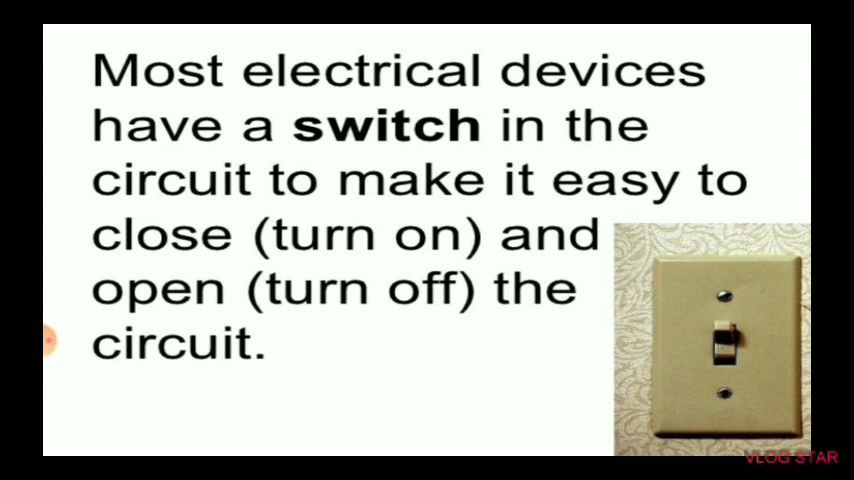 Most electrical devices
have a switch in the
circuit to make it easy to
close (turn on) and
open (turn off) the
circuit.
VLOG STAR